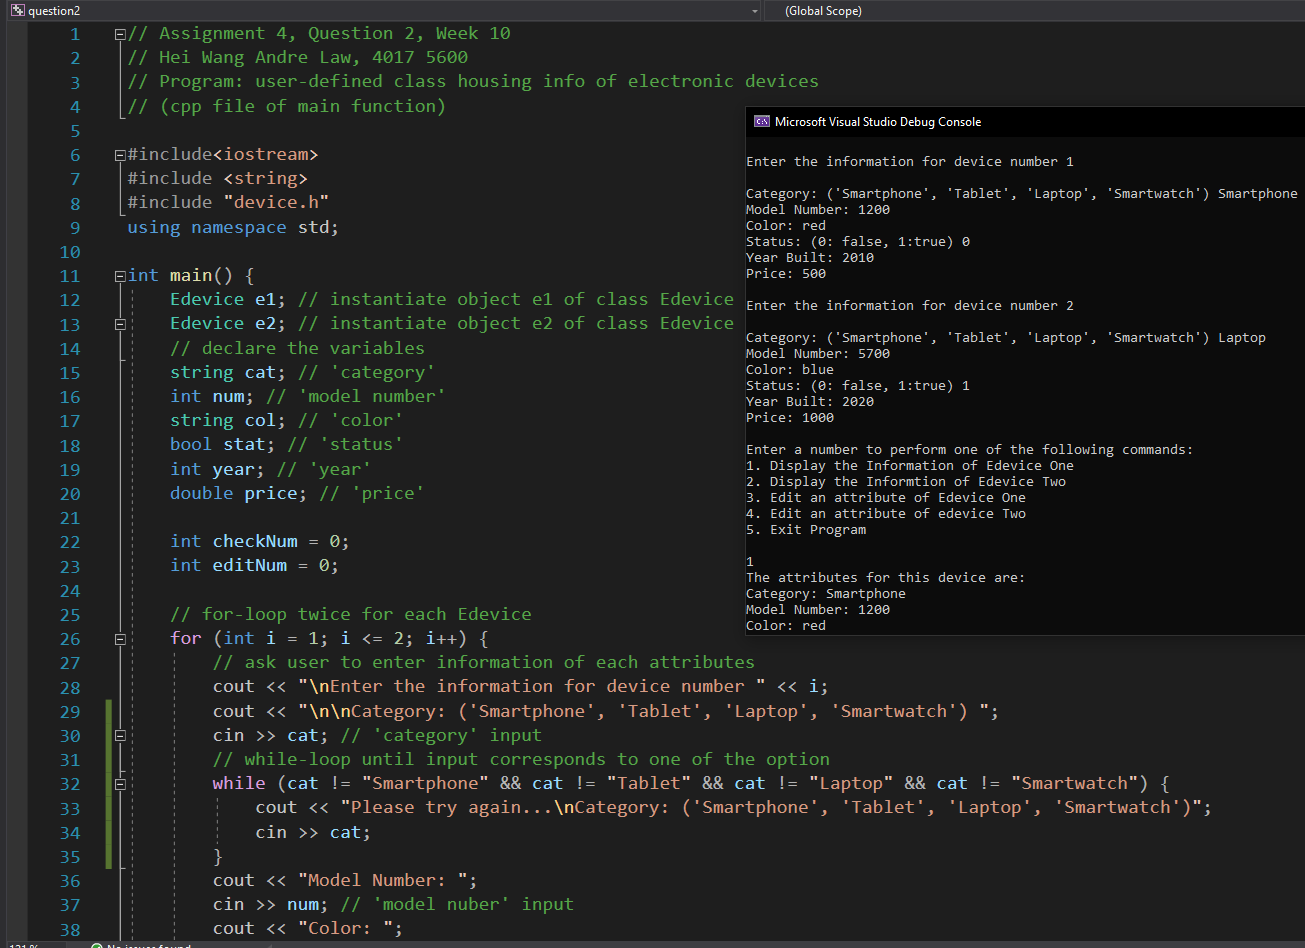 question2
(Global Scope)
1 // Assignment 4, Question 2, Week 10
2 // Hei Wang Andre Law, 4017 5600
3 // Program: user-defined class housing info of electronic devices
4 // (cpp file of main function)
5
6 #include<iostream>
7 #include <string>
8 #include "device.h"
9 using namespace std;
10
11 int main() {
12 Edevice e1; // instantiate object e1 of class Edevice
13 Edevice e2; // instantiate object e2 of class Edevice
14 // declare the variables
15 string cat; // 'category'
16 int num; // 'model number'
17 string col; // 'color'
18 bool stat; // 'status'
19 int year; // 'year'
20 double price; // 'price'
21
22 int checkNum = 0;
23 int editNum = 0;
24
25 // for-loop twice for each Edevice
26 for (int i = 1; i <= 2; i++) {
27 // ask user to enter information of each attributes
28 cout << "\nEnter the information for device number " << i;
29 cout << "\n\nCategory: ('Smartphone', 'Tablet', 'Laptop', 'Smartwatch') ";
30 cin >> cat; // 'category' input
31 // while-loop until input corresponds to one of the option
32 while (cat != "Smartphone" && cat != "Tablet" && cat != "Laptop" && cat != "Smartwatch") {
33 cout << "Please try again...\nCategory: ('Smartphone', 'Tablet', 'Laptop', 'Smartwatch')";
34 cin >> cat;
35 }
36 cout << "Model Number: ";
37 cin >> num; // 'model nuber' input
38 cout << "Color: ";
Microsoft Visual Studio Debug Console
Enter the information for device number 1
Category: ('Smartphone', 'Tablet', 'Laptop', 'Smartwatch') Smartphone
Model Number: 1200
Color: red
Status: (0: false, 1:true) 0
Year Built: 2010
Price: 500
Enter the information for device number 2
Category: ('Smartphone', 'Tablet', 'Laptop', 'Smartwatch') Laptop
Model Number: 5700
Color: blue
Status: (0: false, 1:true) 1
Year Built: 2020
Price: 1000
Enter a number to perform one of the following commands:
1. Display the Information of Edevice One
2. Display the Informtion of Edevice Two
3. Edit an attribute of Edevice One
4. Edit an attribute of edevice Two
5. Exit Program
1
The attributes for this device are:
Category: Smartphone
Model Number: 1200
Color: red